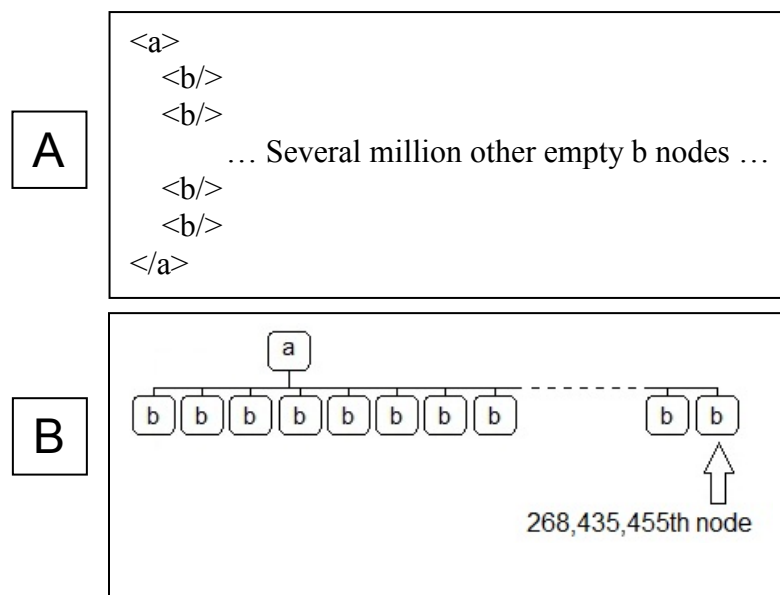 A
<a>
<b/>
<b/>
… Several million other empty b nodes …
<b/>
<b/>
</a>
B
a
b b b b b b b b b b
268,435,455th node